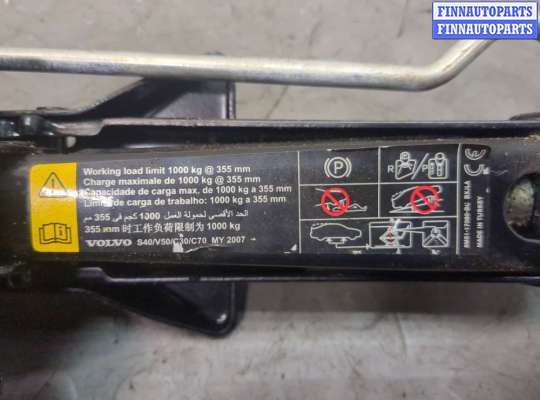 FINNAUTOPARTS
FINNAUTOPARTS
Working load limit 1000 kg @ 355 mm
Charge maximale de 1000 kg @ 355 mm
Capacidade de carga max. de 1000 kg a 355 mm
Limite de carga de trabalho: 1000 kg a 355 mm
الحد الأقصى لحمولة العمل 1000 كجم في 355 مم
355 mm 时工作负荷限制为 1000 kg
VOLVO S40/V50/C30/C70 MY 2007
P
R
P
MADE IN TURKEY
FINNAUTOPARTS
FINNAUTOPARTS